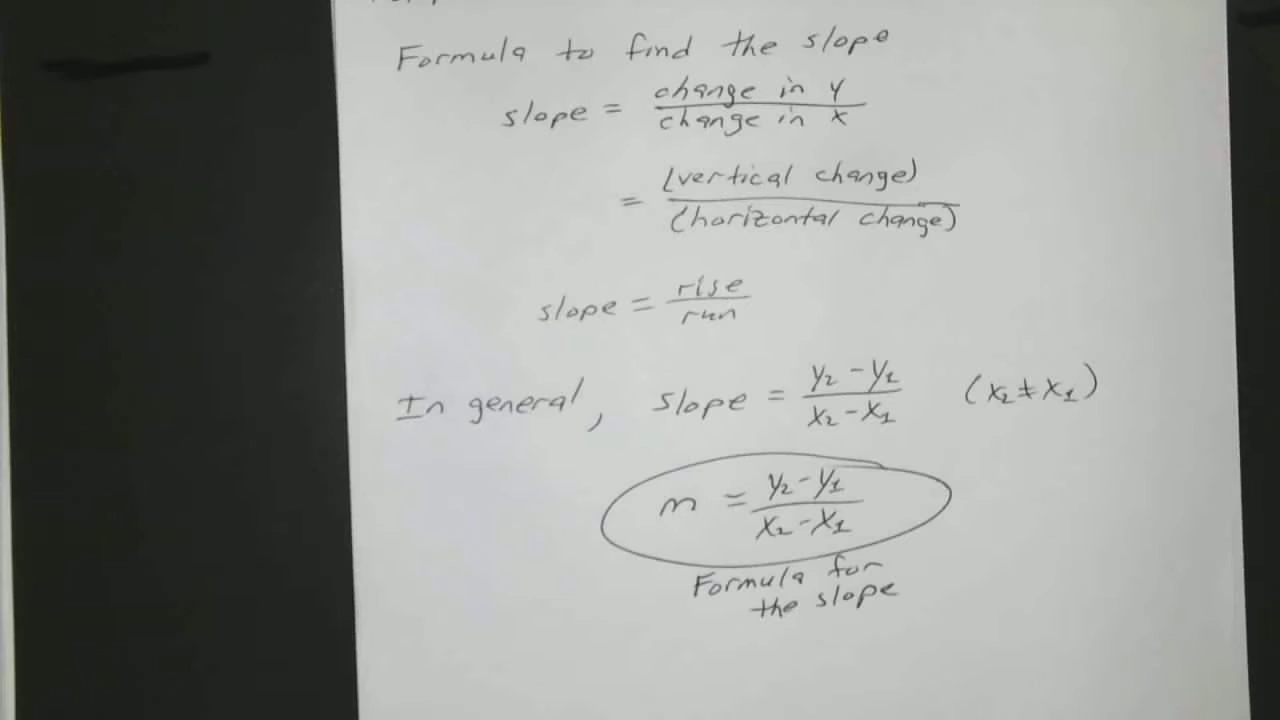 Formula to find the slope
slope = change in y / change in x
= (vertical change) / (horizontal change)
slope = rise / run
In general, slope = y₂ - y₁ / x₂ - x₁ (x₂ ≠ x₁)
m = y₂ - y₁ / x₂ - x₁
Formula for
the slope